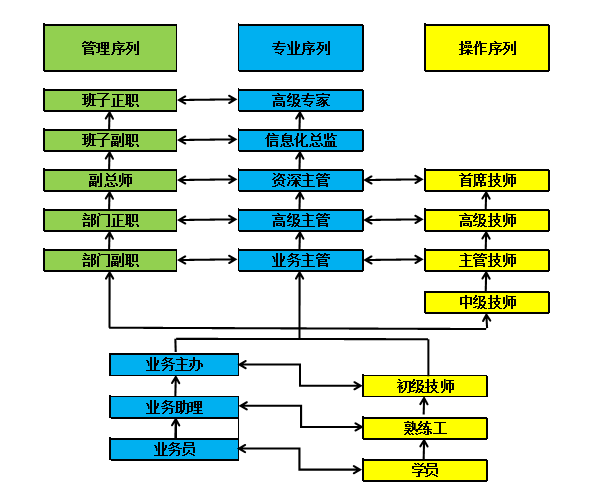 管理序列
专业序列
操作序列
班子正职
高级专家
班子副职
信息化总监
副总师
资深主管
首席技师
部门正职
高级主管
高级技师
部门副职
业务主管
主管技师
中级技师
业务主办
初级技师
业务助理
熟练工
业务员
学员